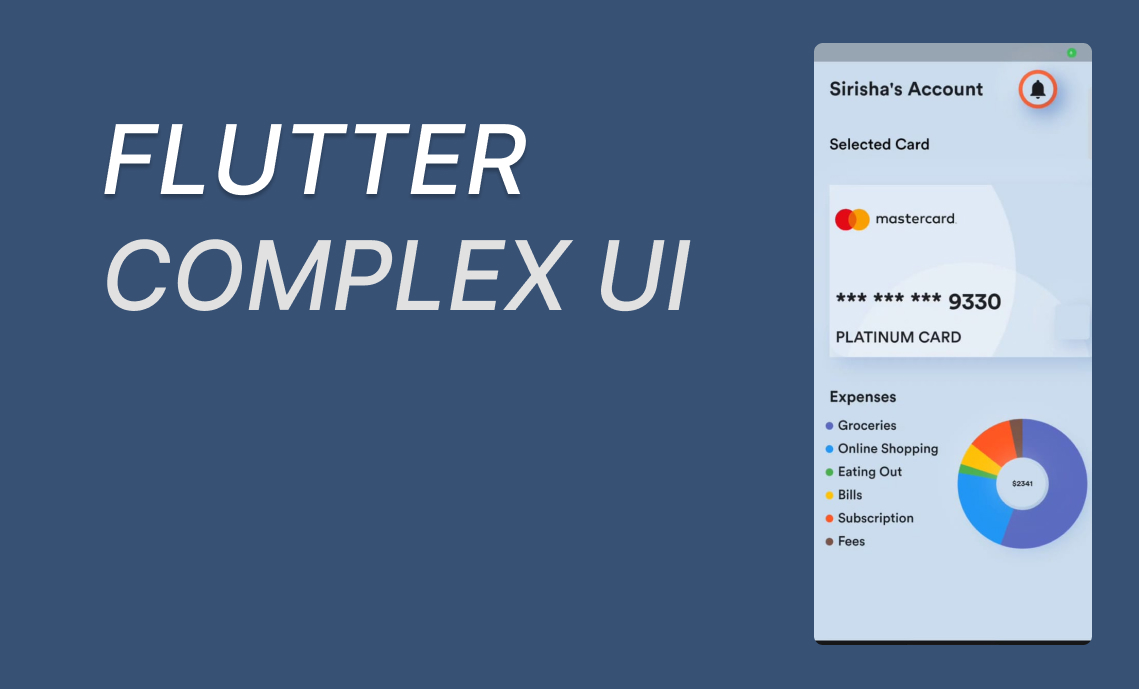 FLUTTER
COMPLEX UI
Sirisha's Account
Selected Card
mastercard.
*** *** *** 9330
PLATINUM CARD
Expenses
Groceries
Online Shopping
Eating Out
Bills
Subscription
Fees
$2341